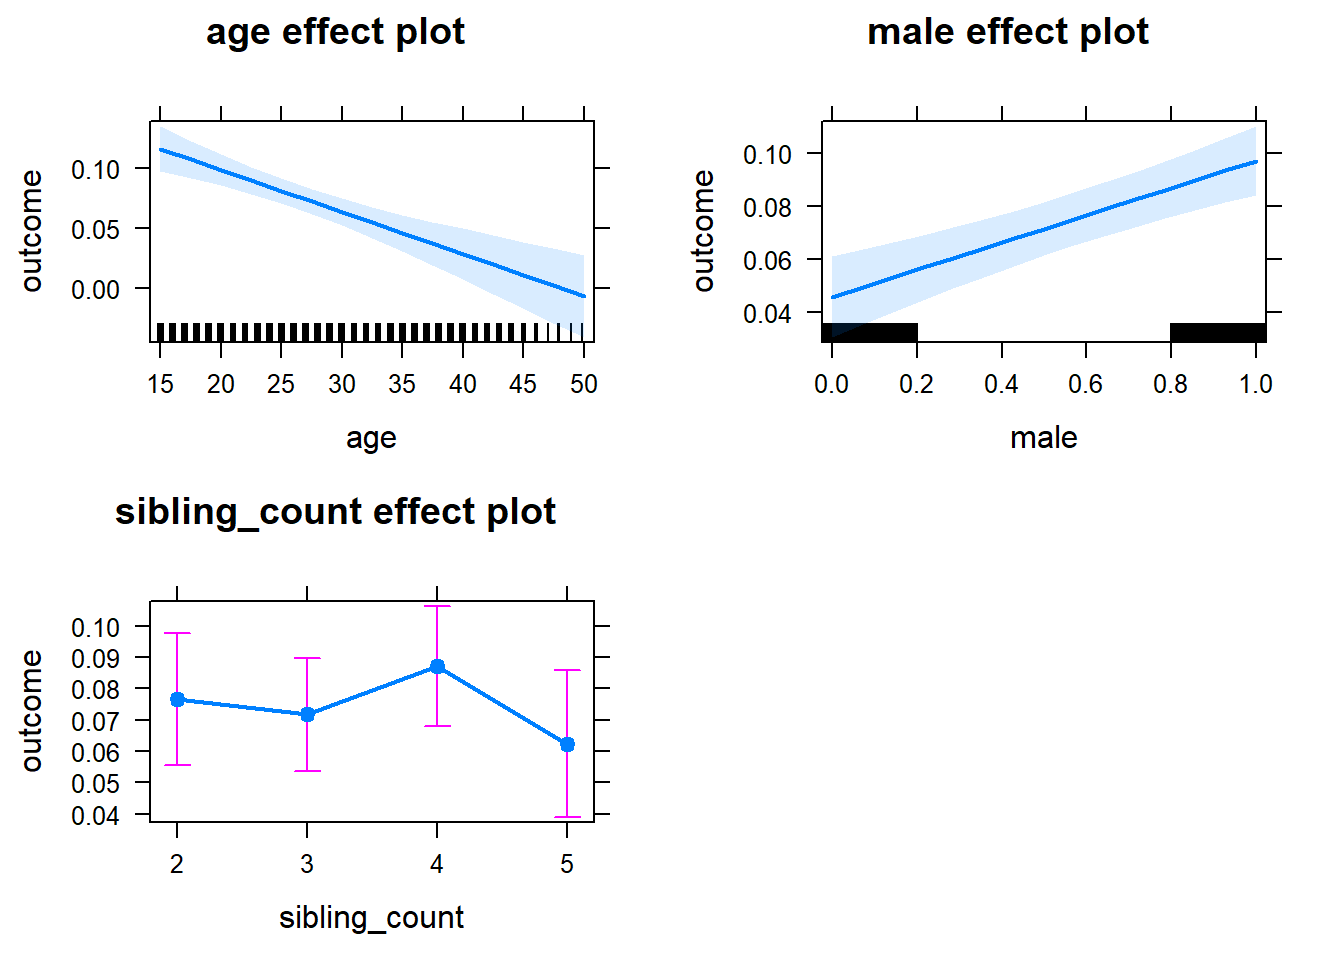 age effect plot
outcome
0.10
0.05
0.00
15 20 25 30 35 40 45 50
age
male effect plot
outcome
0.10
0.08
0.06
0.04
0.0 0.2 0.4 0.6 0.8 1.0
male
sibling_count effect plot
outcome
0.10
0.09
0.08
0.07
0.06
0.05
0.04
2 3 4 5
sibling_count